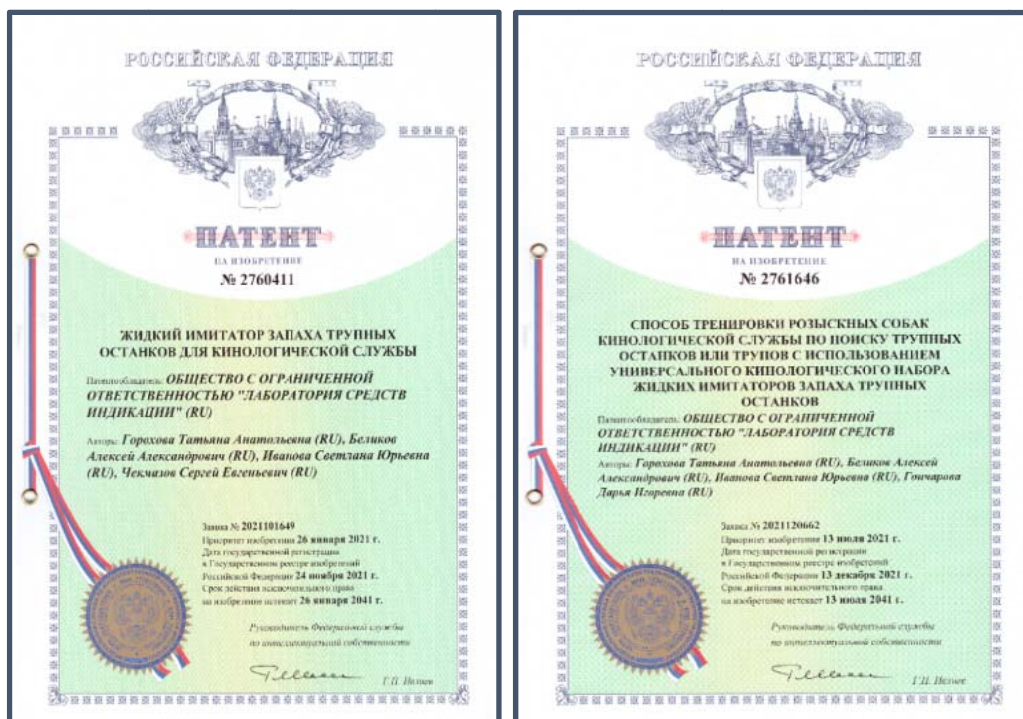 РОССИЙСКАЯ ФЕДЕРАЦИЯ
ПАТЕНТ
НА ИЗОБРЕТЕНИЕ
№ 2760411
ЖИДКИЙ ИМИТАТОР ЗАПАХА ТРУПНЫХ
ОСТАНКОВ ДЛЯ КИНОЛОГИЧЕСКОЙ СЛУЖБЫ
Патентообладатель: ОБЩЕСТВО С ОГРАНИЧЕННОЙ
ОТВЕТСТВЕННОСТЬЮ "ЛАБОРАТОРИЯ СРЕДСТВ
ИНДИКАЦИИ" (RU)
Авторы: Горохова Татьяна Анатольевна (RU), Беликов
Алексей Александрович (RU), Иванова Светлана Юрьевна
(RU), Чекмазов Сергей Евгеньевич (RU)
Заявка № 2021101649
Приоритет изобретения 26 января 2021 г.
Дата государственной регистрации
в Государственном реестре изобретений
Российской Федерации 24 ноября 2021 г.
Срок действия исключительного права
на изобретение истекает 26 января 2041 г.
Руководитель Федеральной службы
по интеллектуальной собственности
Г.П. Ивлиев
РОССИЙСКАЯ ФЕДЕРАЦИЯ
ПАТЕНТ
НА ИЗОБРЕТЕНИЕ
№ 2761646
СПОСОБ ТРЕНИРОВКИ РОЗЫСКНЫХ СОБАК
КИНОЛОГИЧЕСКОЙ СЛУЖБЫ ПО ПОИСКУ ТРУПНЫХ
ОСТАНКОВ ИЛИ ТРУПОВ С ИСПОЛЬЗОВАНИЕМ
УНИВЕРСАЛЬНОГО КИНОЛОГИЧЕСКОГО НАБОРА
ЖИДКИХ ИМИТАТОРОВ ЗАПАХА ТРУПНЫХ
ОСТАНКОВ
Патентообладатель: ОБЩЕСТВО С ОГРАНИЧЕННОЙ
ОТВЕТСТВЕННОСТЬЮ "ЛАБОРАТОРИЯ СРЕДСТВ
ИНДИКАЦИИ" (RU)
Авторы: Горохова Татьяна Анатольевна (RU), Беликов Алексей
Александрович (RU), Иванова Светлана Юрьевна (RU), Гончарова
Дарья Игоревна (RU)
Заявка № 2021120662
Приоритет изобретения 13 июля 2021 г.
Дата государственной регистрации
в Государственном реестре изобретений
Российской Федерации 13 декабря 2021 г.
Срок действия исключительного права
на изобретение истекает 13 июля 2041 г.
Руководитель Федеральной службы
по интеллектуальной собственности
Г.П. Ивлиев